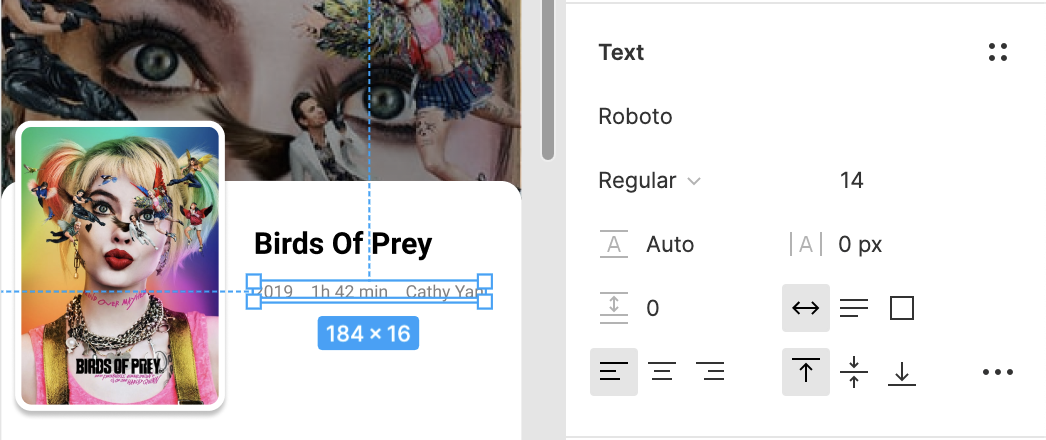 Text
Roboto
Regular 14
A Auto |A| 0 px
0
Birds Of Prey
2019 1h 42 min Cathy Yan
184 × 16
BIRDS OF PREY